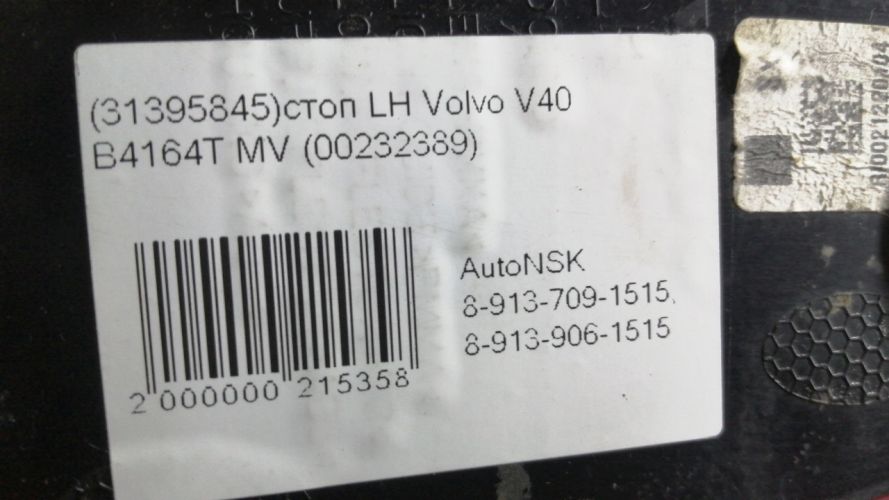 (31395845)стоп LH Volvo V40
B4164T MV (00232389)
AutoNSK
8-913-709-1515,
8-913-906-1515
2 000000 215358